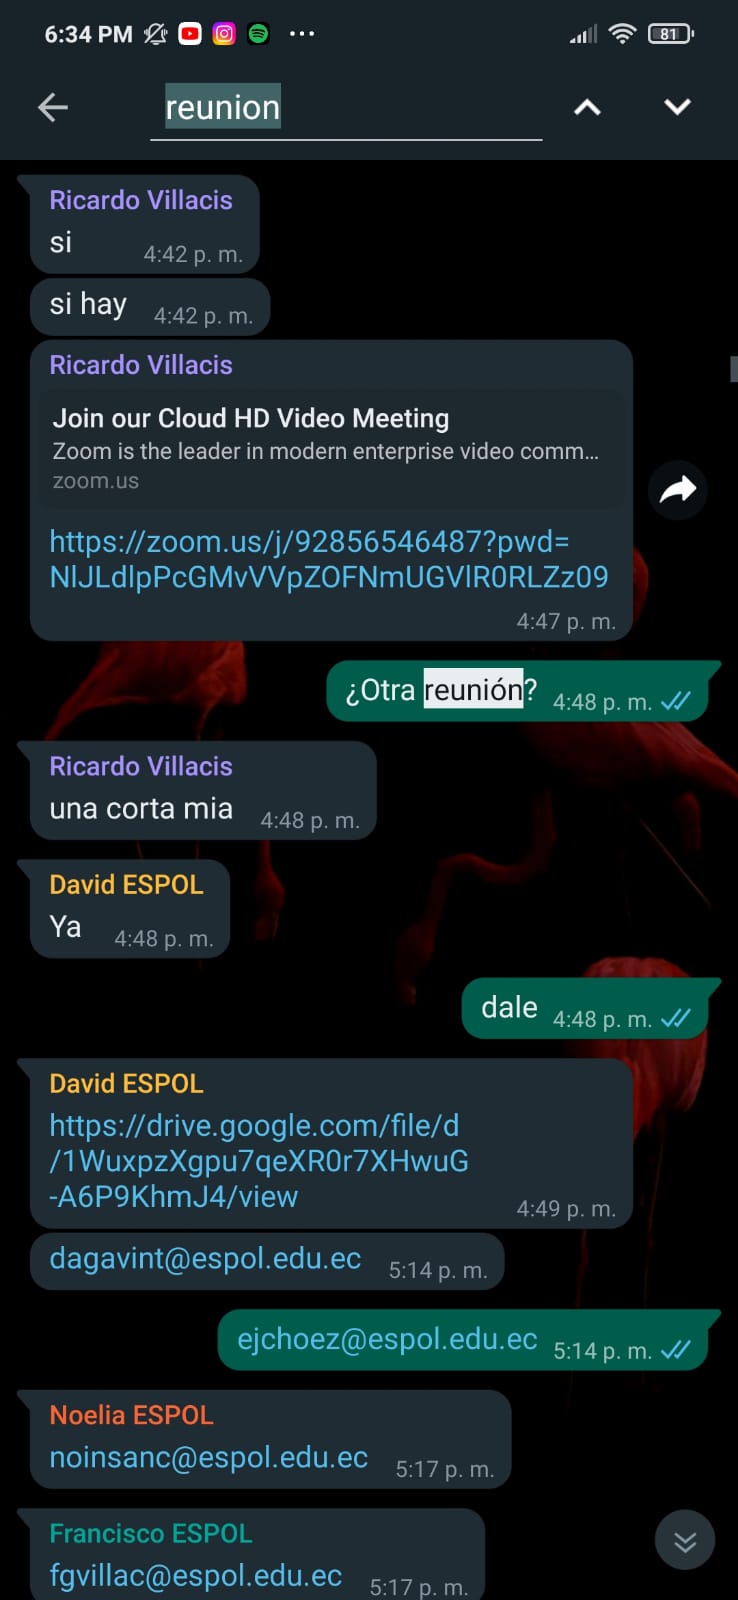 6:34 PM
81
reunion
Ricardo Villacis
si
4:42 p. m.
si hay
4:42 p. m.
Ricardo Villacis
Join our Cloud HD Video Meeting
Zoom is the leader in modern enterprise video comm...
zoom.us
https://zoom.us/j/92856546487?pwd=
NlJLdlpPcGMvVVpZOFNmUGVlR0RLZz09
4:47 p. m.
¿Otra reunión?
4:48 p. m.
Ricardo Villacis
una corta mia
4:48 p. m.
David ESPOL
Ya
4:48 p. m.
dale
4:48 p. m.
David ESPOL
https://drive.google.com/file/d
/1WuxpzXgpu7qeXR0r7XHwuG
-A6P9KhmJ4/view
4:49 p. m.
dagavint@espol.edu.ec
5:14 p. m.
ejchoez@espol.edu.ec
5:14 p. m.
Noelia ESPOL
noinsanc@espol.edu.ec
5:17 p. m.
Francisco ESPOL
fgvillac@espol.edu.ec
5:17 p. m.